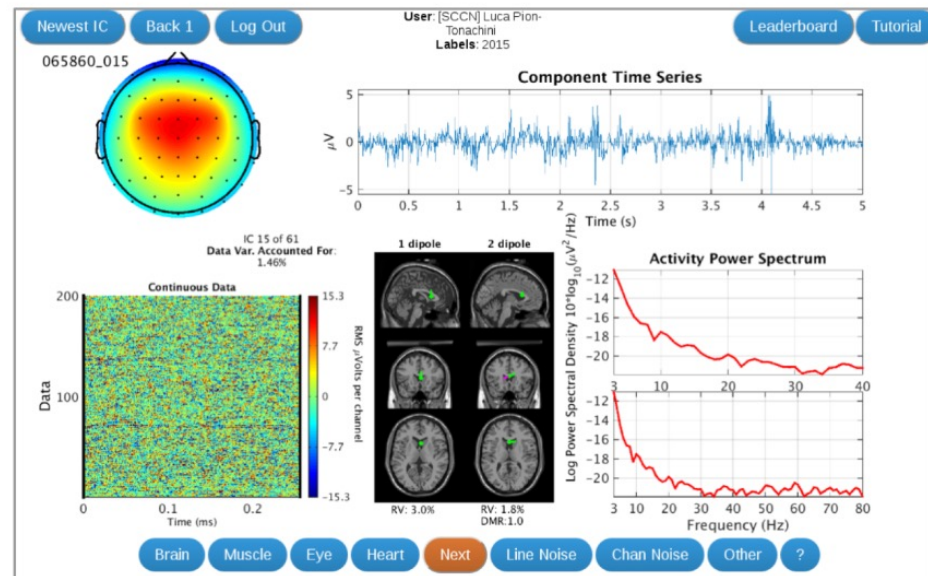 Newest IC
Back 1
Log Out
User: [SCCN] Luca Pion-
Tonachini
Labels: 2015
Leaderboard
Tutorial
065860_015
Component Time Series
5
0
-5
μV
0 0.5 1 1.5 2 2.5 3 3.5 4 4.5 5
Time (s)
IC 15 of 61
Data Var. Accounted For:
1.46%
Continuous Data
200
100
Data
0 0.1 0.2
Time (ms)
15.3
7.7
0
-7.7
-15.3
RMS μVolts per channel
1 dipole
2 dipole
RV: 3.0%
RV: 1.8%
DMR:1.0
Log Power Spectral Density 10*log₁₀(μV²/Hz)
Activity Power Spectrum
-12
-14
-16
-18
-20
3 10 20 30 40
-12
-16
-20
3 10 20 30 40 50 60 70 80
Frequency (Hz)
Brain
Muscle
Eye
Heart
Next
Line Noise
Chan Noise
Other
?